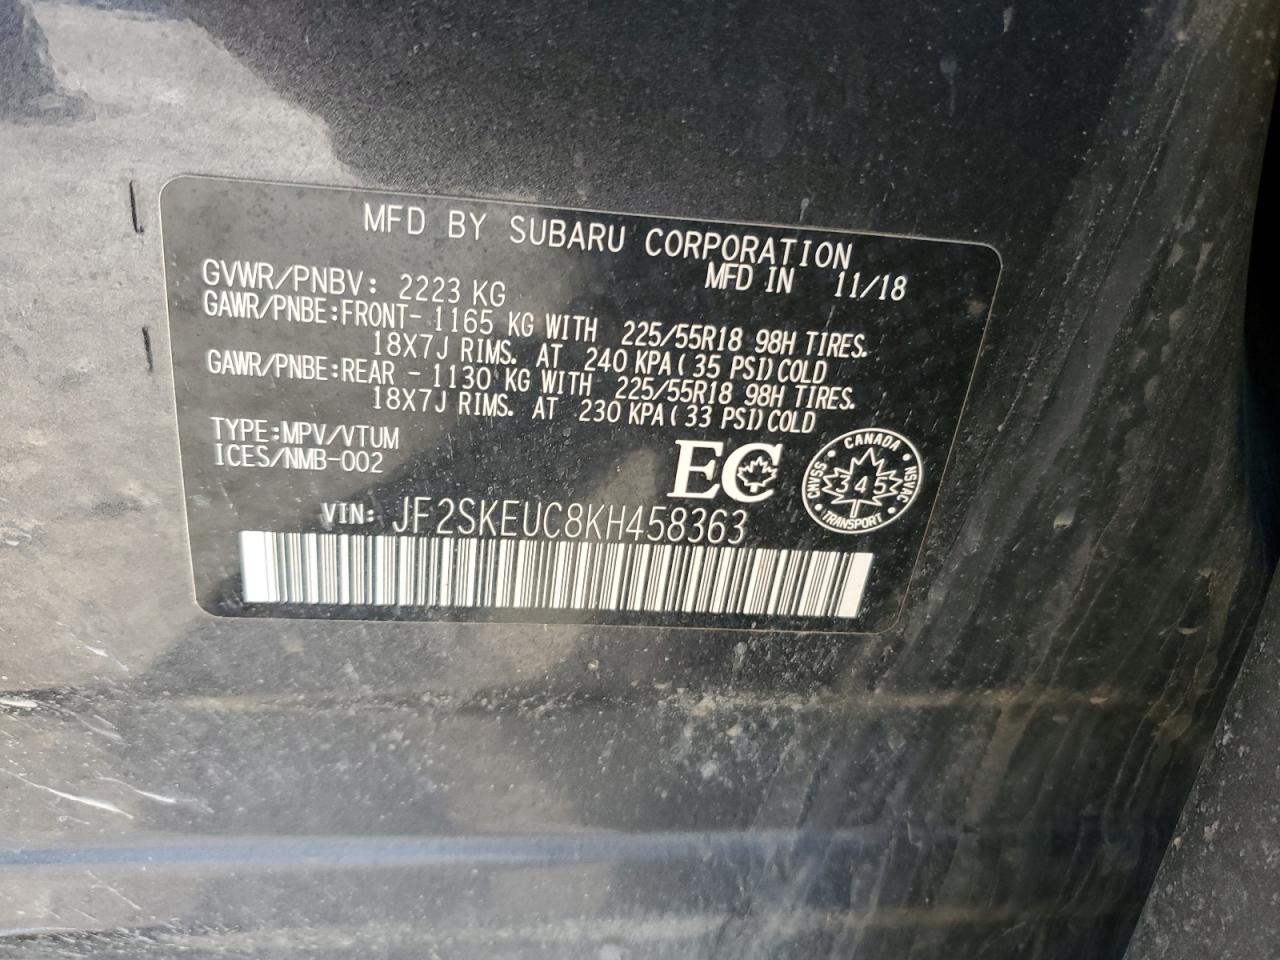 MFD BY SUBARU CORPORATION
GVWR/PNBV: 2223 KG MFD IN 11/18
GAWR/PNBE:FRONT- 1165 KG WITH 225/55R18 98H TIRES.
18X7J RIMS. AT 240 KPA(35 PSI)COLD
GAWR/PNBE:REAR - 1130 KG WITH 225/55R18 98H TIRES.
18X7J RIMS. AT 230 KPA(33 PSI)COLD
TYPE:MPV/VTUM
ICES/NMB-002
EC
CANADA
CMVSS 345 NSVAC
TRANSPORT
VIN: JF2SKEUC8KH458363